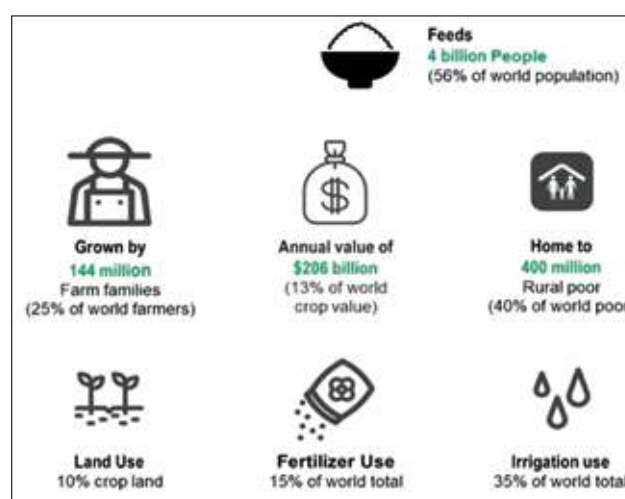 Feeds
4 billion People
(56% of world population)
Grown by
144 million
Farm families
(25% of world farmers)
Annual value of
$206 billion
(13% of world
crop value)
Home to
400 million
Rural poor
(40% of world poor
Land Use
10% crop land
Fertilizer Use
15% of world total
Irrigation use
35% of world total